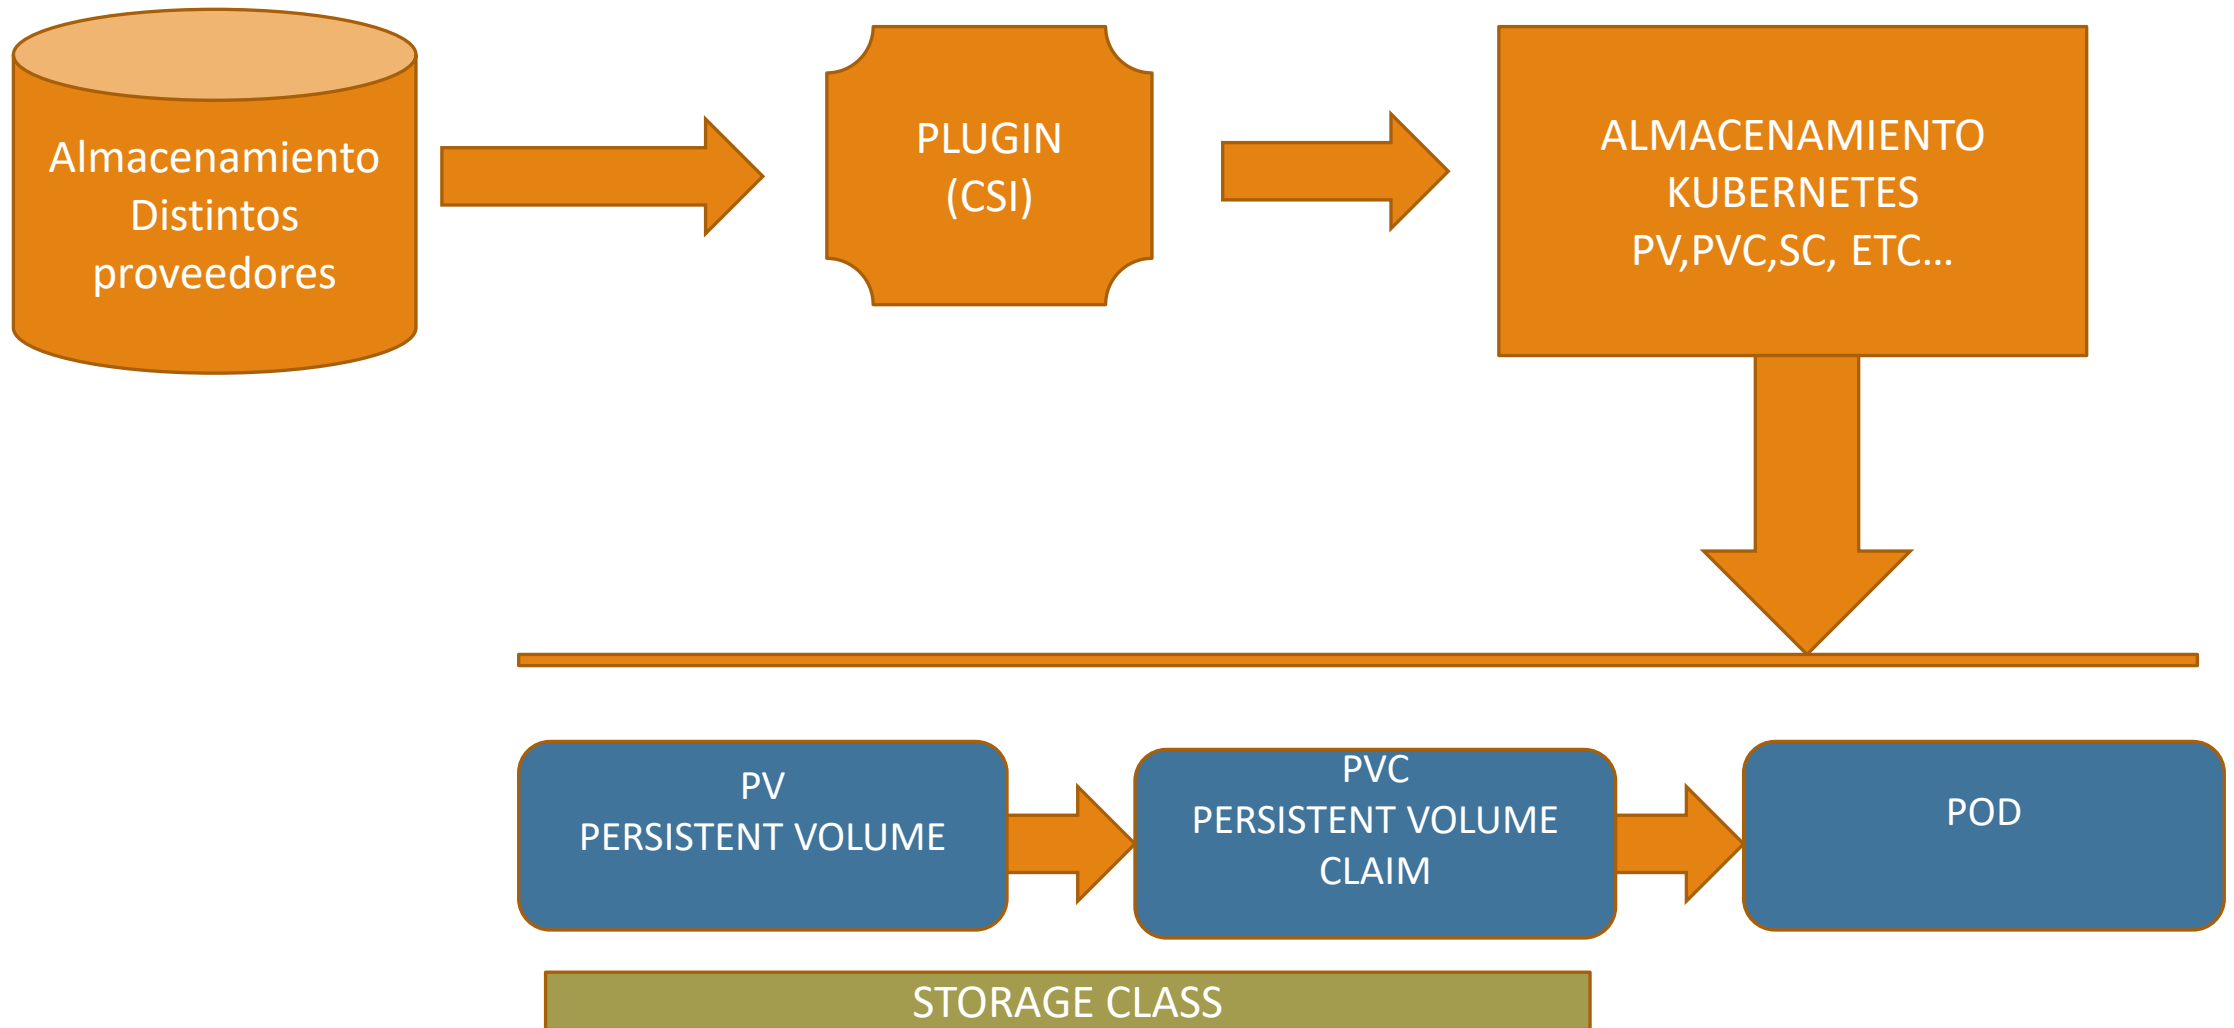 Almacenamiento
Distintos
proveedores
PLUGIN
(CSI)
ALMACENAMIENTO
KUBERNETES
PV,PVC,SC, ETC…
PV
PERSISTENT VOLUME
PVC
PERSISTENT VOLUME
CLAIM
POD
STORAGE CLASS